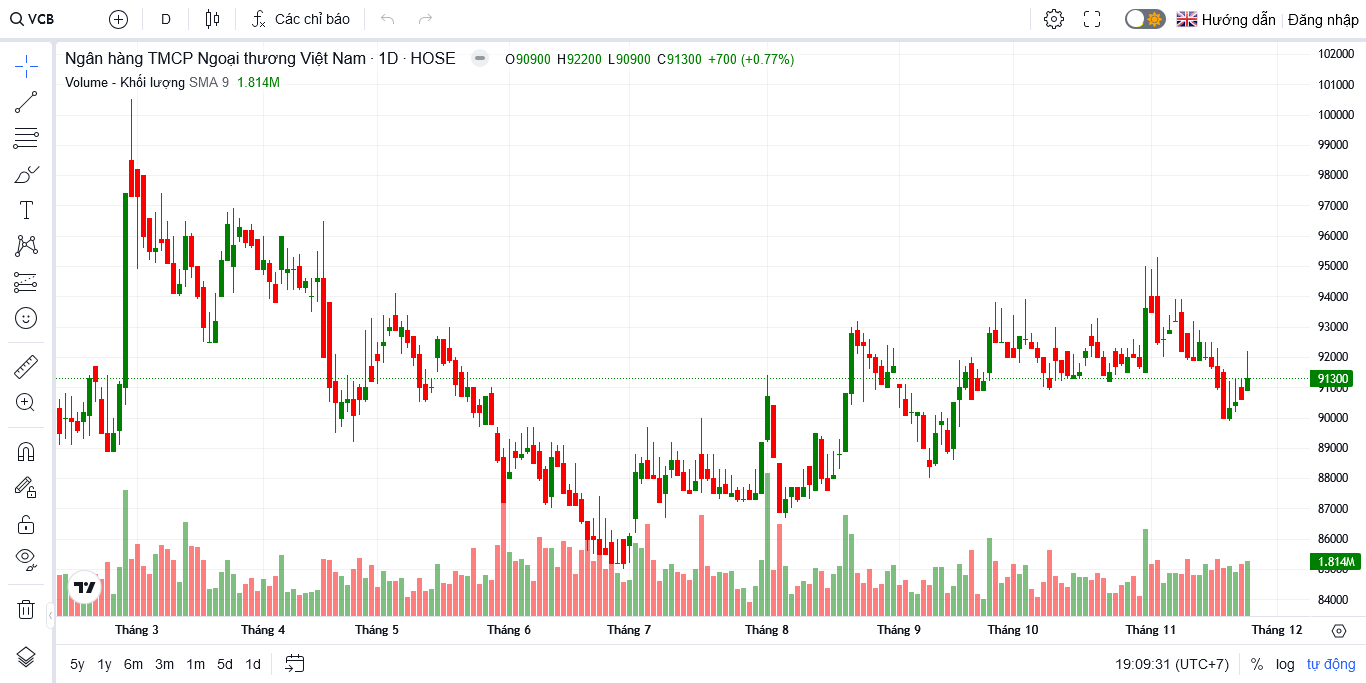 VCB
D
Các chỉ báo
Hướng dẫn
Đăng nhập
Ngân hàng TMCP Ngoại thương Việt Nam · 1D · HOSE
O90900 H92200 L90900 C91300 +700 (+0.77%)
Volume - Khối lượng SMA 9 1.814M
102000
101000
100000
99000
98000
97000
96000
95000
94000
93000
92000
91300
91000
90000
89000
88000
87000
86000
1.814M
85000
84000
Tháng 3
Tháng 4
Tháng 5
Tháng 6
Tháng 7
Tháng 8
Tháng 9
Tháng 10
Tháng 11
Tháng 12
5y 1y 6m 3m 1m 5d 1d
19:09:31 (UTC+7)
%
log
tự động